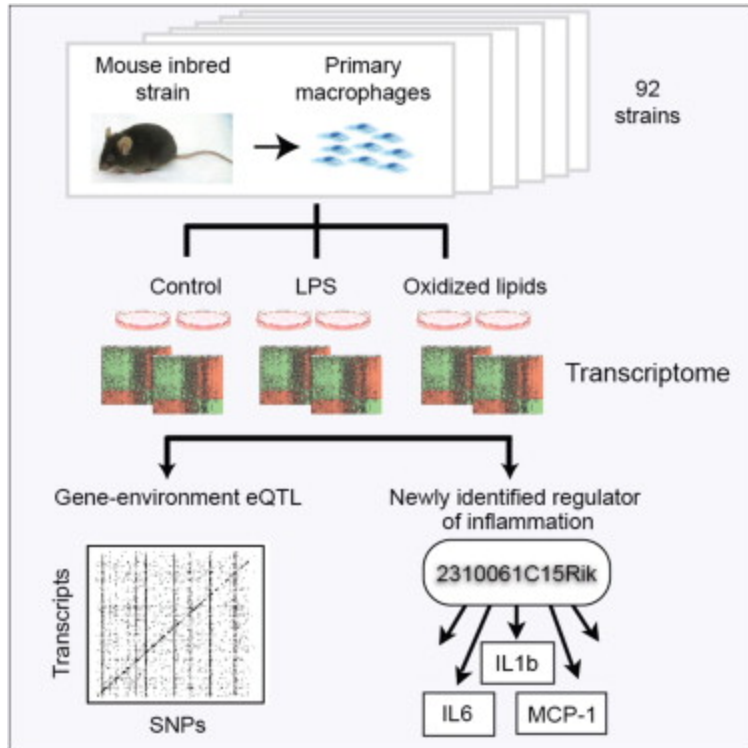 Mouse inbred
strain
Primary
macrophages
92
strains
Control
LPS
Oxidized lipids
Transcriptome
Gene-environment eQTL
Transcripts
SNPs
Newly identified regulator
of inflammation
2310061C15Rik
IL1b
IL6
MCP-1